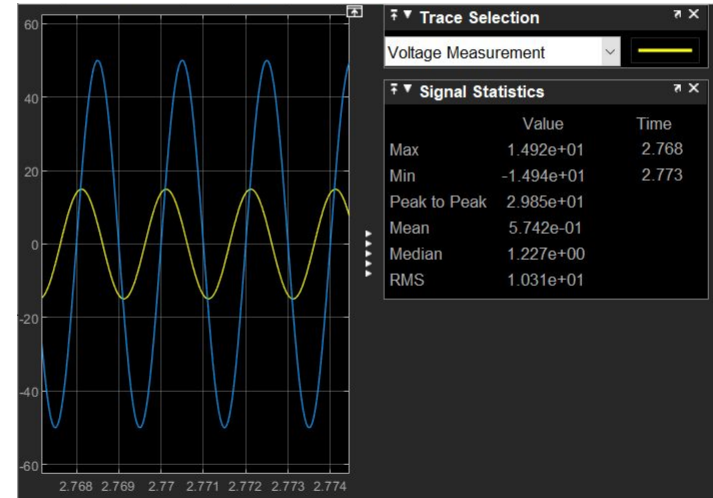 60
40
20
0
-20
-40
-60
2.768 2.769 2.77 2.771 2.772 2.773 2.774
Trace Selection
Voltage Measurement
Signal Statistics
Value Time
Max 1.492e+01 2.768
Min -1.494e+01 2.773
Peak to Peak 2.985e+01
Mean 5.742e-01
Median 1.227e+00
RMS 1.031e+01